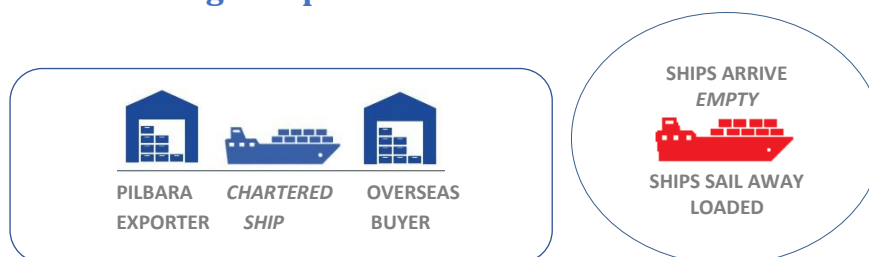 PILBARA CHARTERED OVERSEAS
EXPORTER SHIP BUYER
SHIPS ARRIVE
EMPTY
SHIPS SAIL AWAY
LOADED